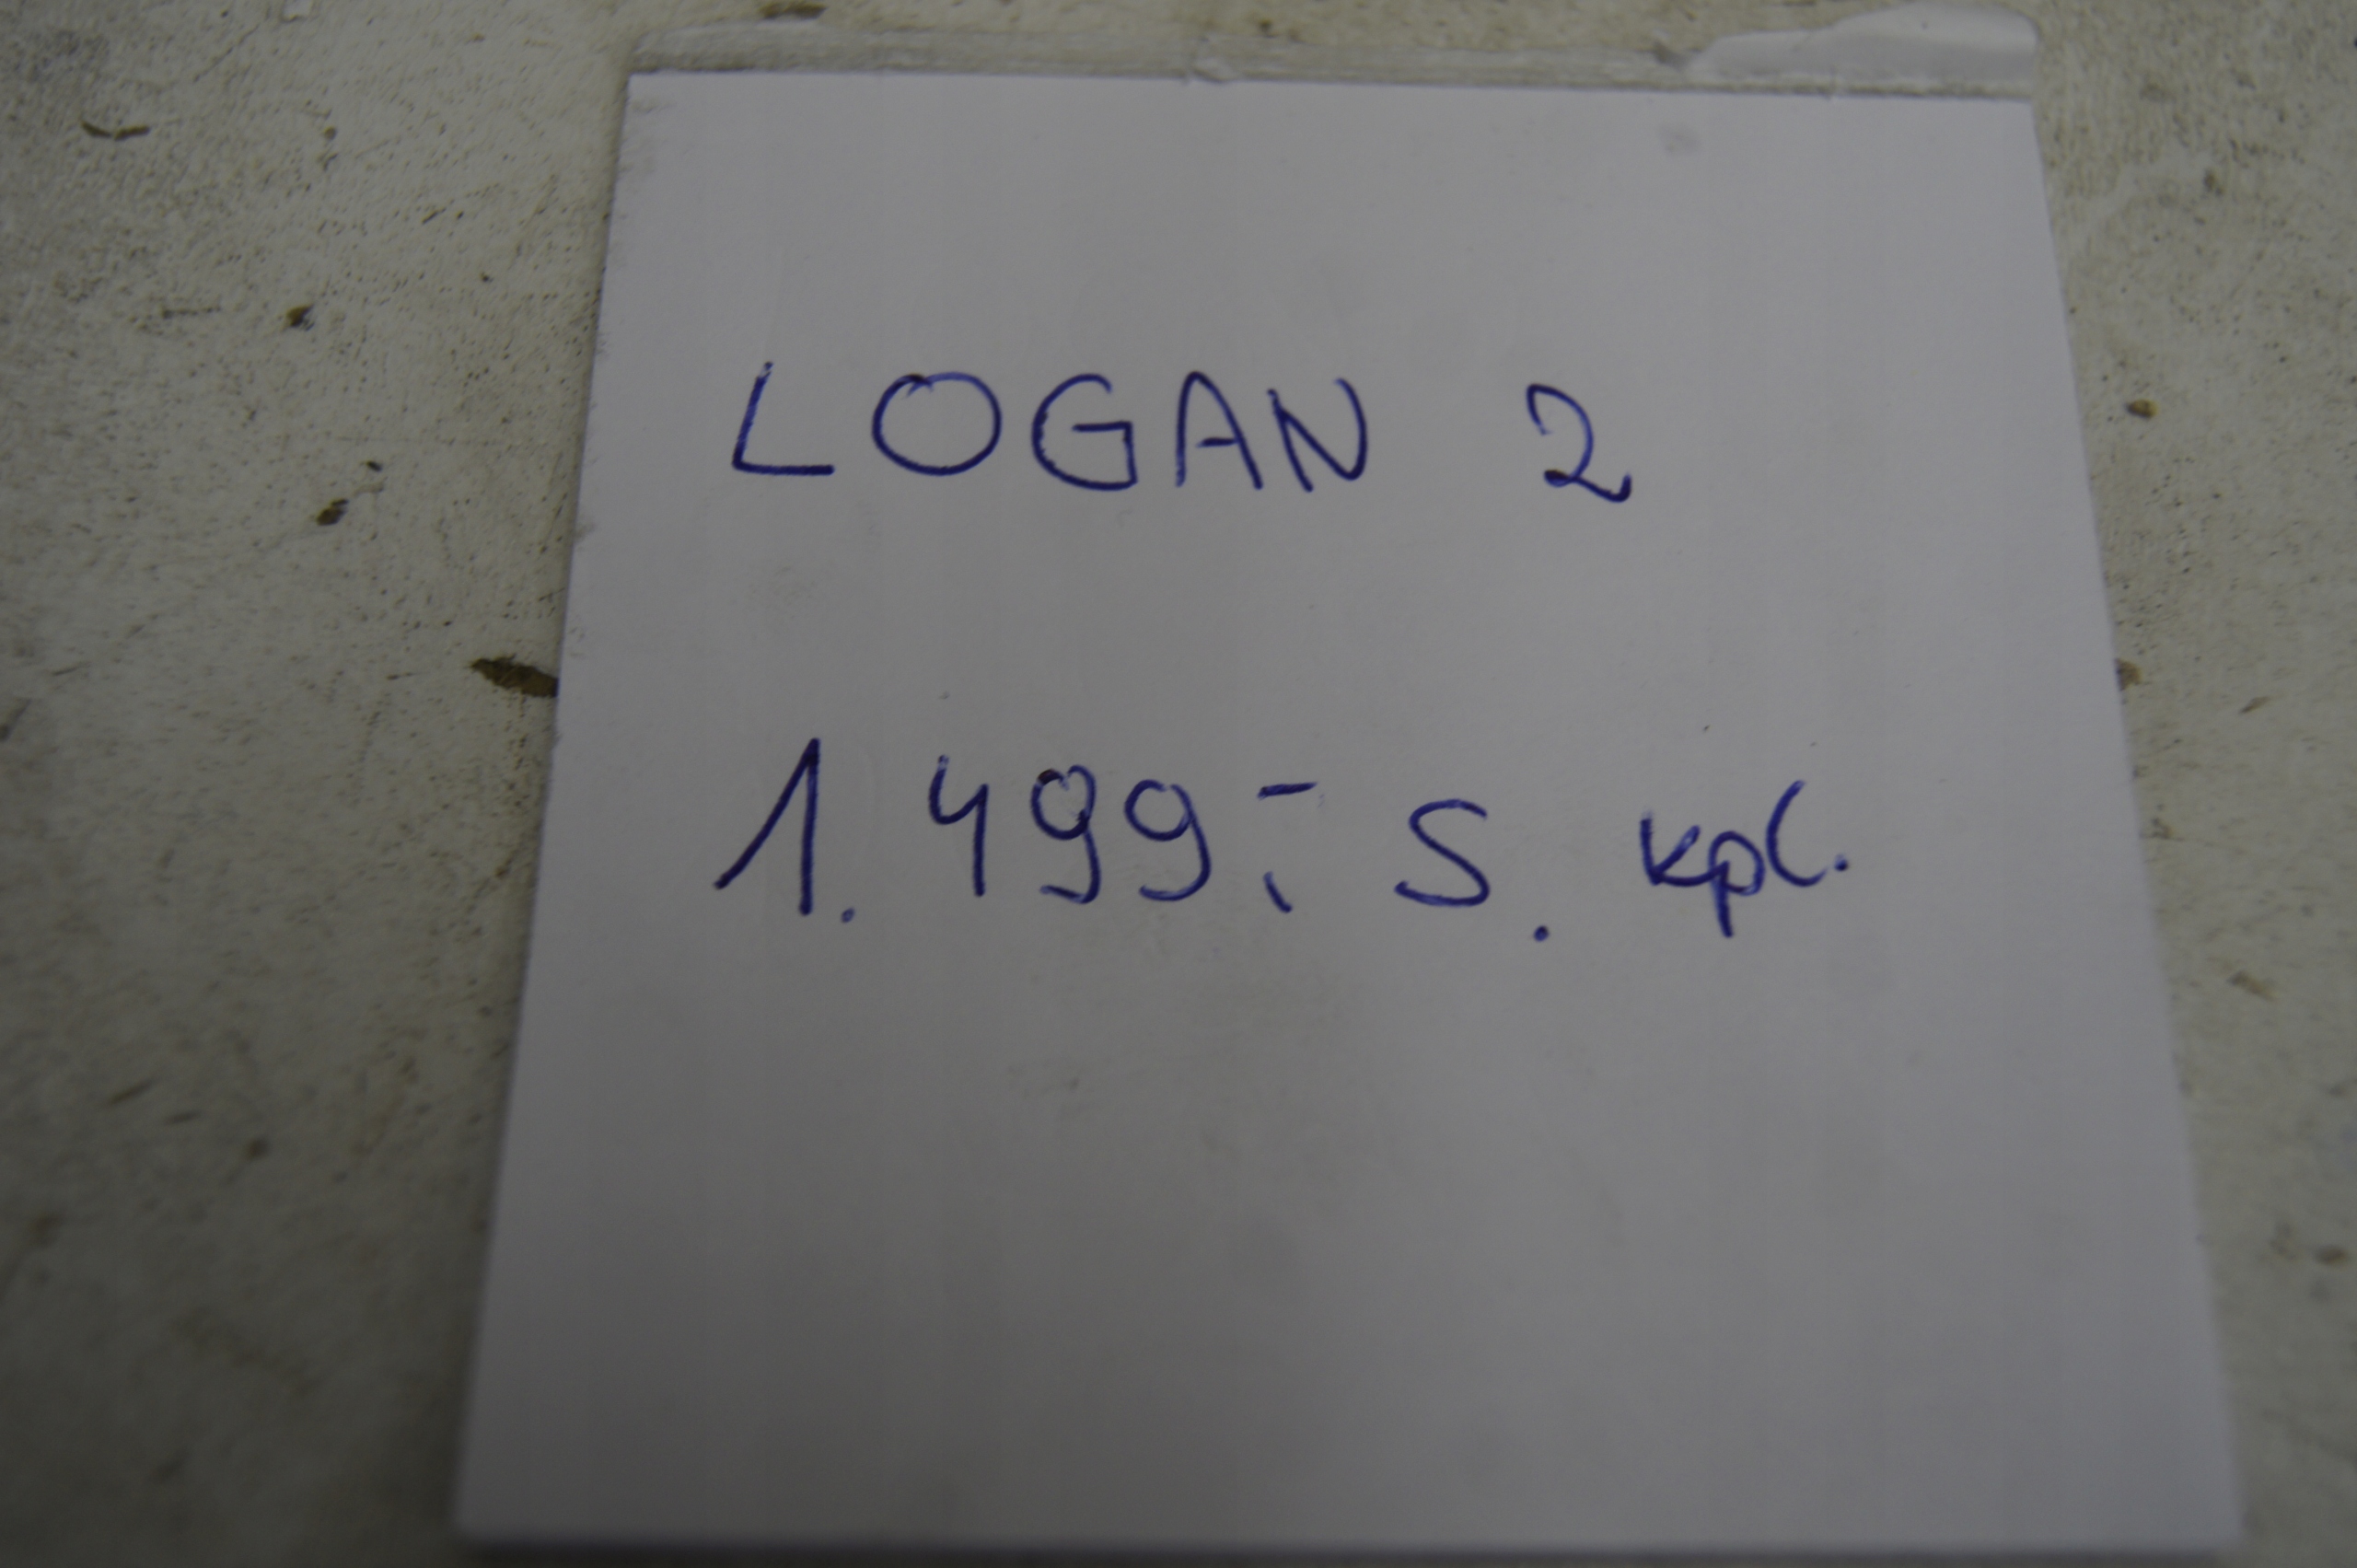 LOGAN 2
1.499:- S. kpl.